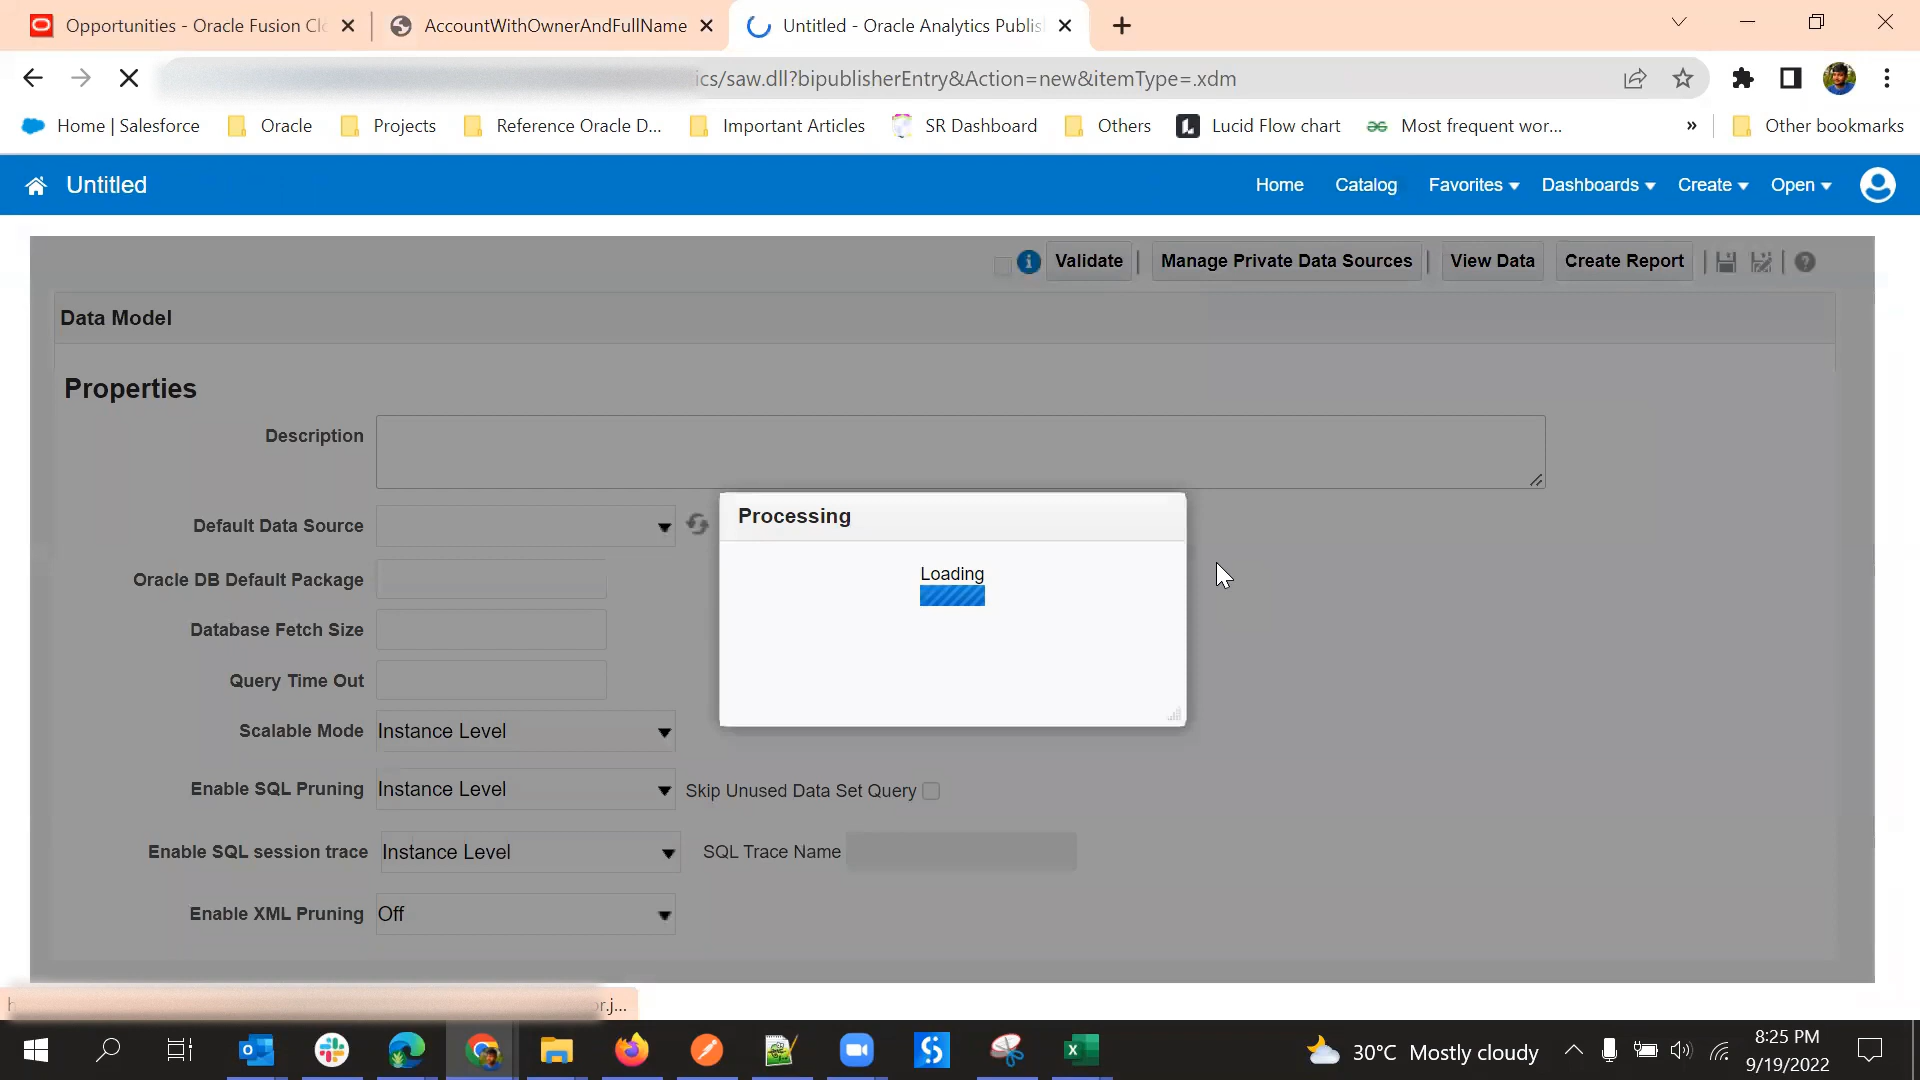 Opportunities - Oracle Fusion Cl
AccountWithOwnerAndFullName
Untitled - Oracle Analytics Publis
ics/saw.dll?bipublisherEntry&Action=new&itemType=.xdm
Home | Salesforce
Oracle
Projects
Reference Oracle D...
Important Articles
SR Dashboard
Others
Lucid Flow chart
Most frequent wor...
»
Other bookmarks
Untitled
Home
Catalog
Favorites
Dashboards
Create
Open
Validate
Manage Private Data Sources
View Data
Create Report
Data Model
Properties
Description
Default Data Source
Oracle DB Default Package
Database Fetch Size
Query Time Out
Scalable Mode
Instance Level
Enable SQL Pruning
Instance Level
Skip Unused Data Set Query
Enable SQL session trace
Instance Level
SQL Trace Name
Enable XML Pruning
Off
Processing
Loading
h
or.j...
30°C Mostly cloudy
8:25 PM
9/19/2022